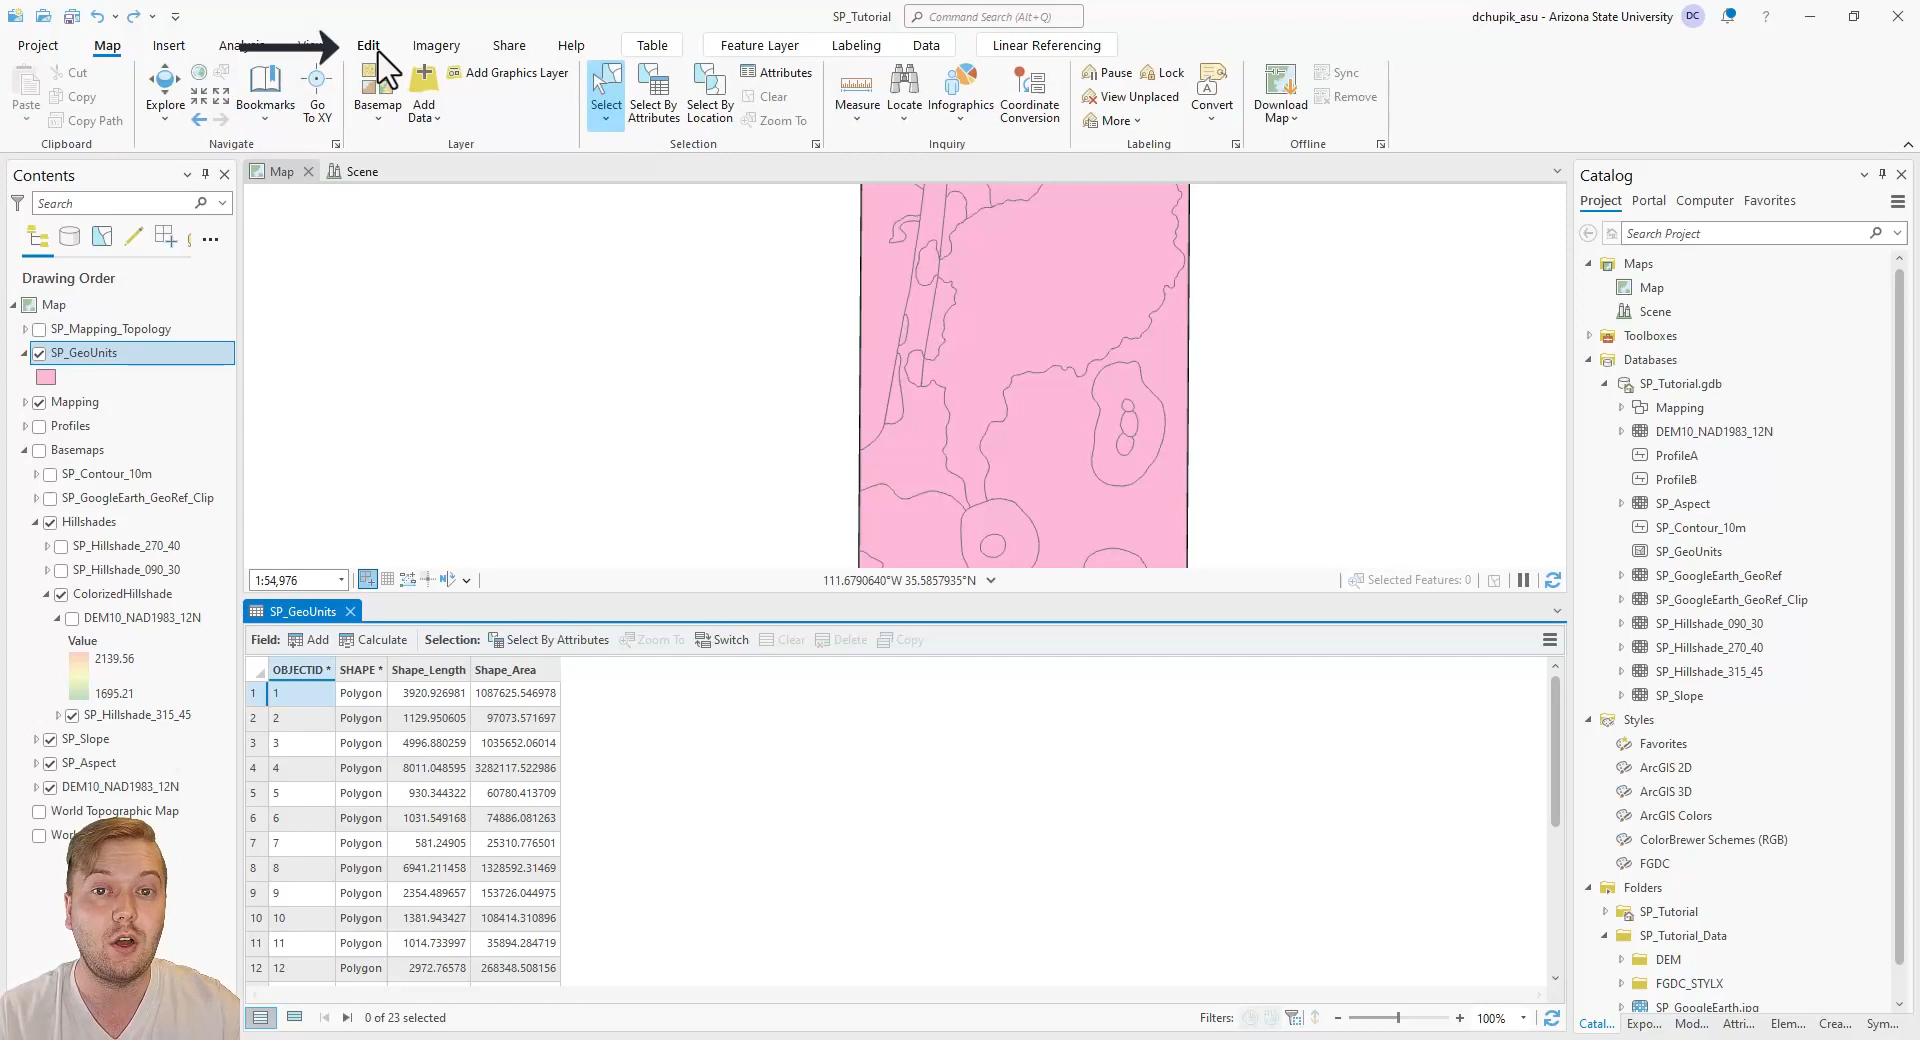 SP_Tutorial
Command Search (Alt+Q)
dchupik_asu - Arizona State University
DC
Project
Map
Insert
Edit
Imagery
Share
Help
Table
Feature Layer
Labeling
Data
Linear Referencing
Paste
Cut
Copy
Copy Path
Clipboard
Explore
Bookmarks
Go
To XY
Navigate
Basemap
Add
Data
Add Graphics Layer
Layer
Select
Select By
Attributes
Select By
Location
Attributes
Clear
Zoom To
Selection
Measure
Locate
Infographics
Coordinate
Conversion
Inquiry
Pause
Lock
View Unplaced
More
Convert
Labeling
Download
Map
Sync
Remove
Offline
Contents
Search
Drawing Order
Map
SP_Mapping_Topology
SP_GeoUnits
Mapping
Profiles
Basemaps
SP_Contour_10m
SP_GoogleEarth_GeoRef_Clip
Hillshades
SP_Hillshade_270_40
SP_Hillshade_090_30
ColorizedHillshade
DEM10_NAD1983_12N
Value
2139.56
1695.21
SP_Hillshade_315_45
SP_Slope
SP_Aspect
DEM10_NAD1983_12N
World Topographic Map
Map
Scene
1:54,976
111.6790640°W 35.5857935°N
Selected Features: 0
SP_GeoUnits
Field: Add Calculate Selection: Select By Attributes Zoom To Switch Clear Delete Copy
OBJECTID * SHAPE * Shape_Length Shape_Area
1 1 Polygon 3920.926981 1087625.546978
2 2 Polygon 1129.950605 97073.571697
3 3 Polygon 4996.880259 1035652.06014
4 4 Polygon 8011.048595 3282117.522986
5 5 Polygon 930.344322 60780.413709
6 6 Polygon 1031.549168 74886.081263
7 7 Polygon 581.24905 25310.776501
8 8 Polygon 6941.211458 1328592.31469
9 9 Polygon 2354.489657 153726.044975
10 10 Polygon 1381.943427 108414.310896
11 11 Polygon 1014.733997 35894.284719
12 12 Polygon 2972.76578 268348.508156
0 of 23 selected
Filters:
100%
Catalog
Project Portal Computer Favorites
Search Project
Maps
Map
Scene
Toolboxes
Databases
SP_Tutorial.gdb
Mapping
DEM10_NAD1983_12N
ProfileA
ProfileB
SP_Aspect
SP_Contour_10m
SP_GeoUnits
SP_GoogleEarth_GeoRef
SP_GoogleEarth_GeoRef_Clip
SP_Hillshade_090_30
SP_Hillshade_270_40
SP_Hillshade_315_45
SP_Slope
Styles
Favorites
ArcGIS 2D
ArcGIS 3D
ArcGIS Colors
ColorBrewer Schemes (RGB)
FGDC
Folders
SP_Tutorial
SP_Tutorial_Data
DEM
FGDC_STYLX
SP_GoogleEarth.jpg
Catal... Expo... Mod... Attri... Elem... Crea... Sym...